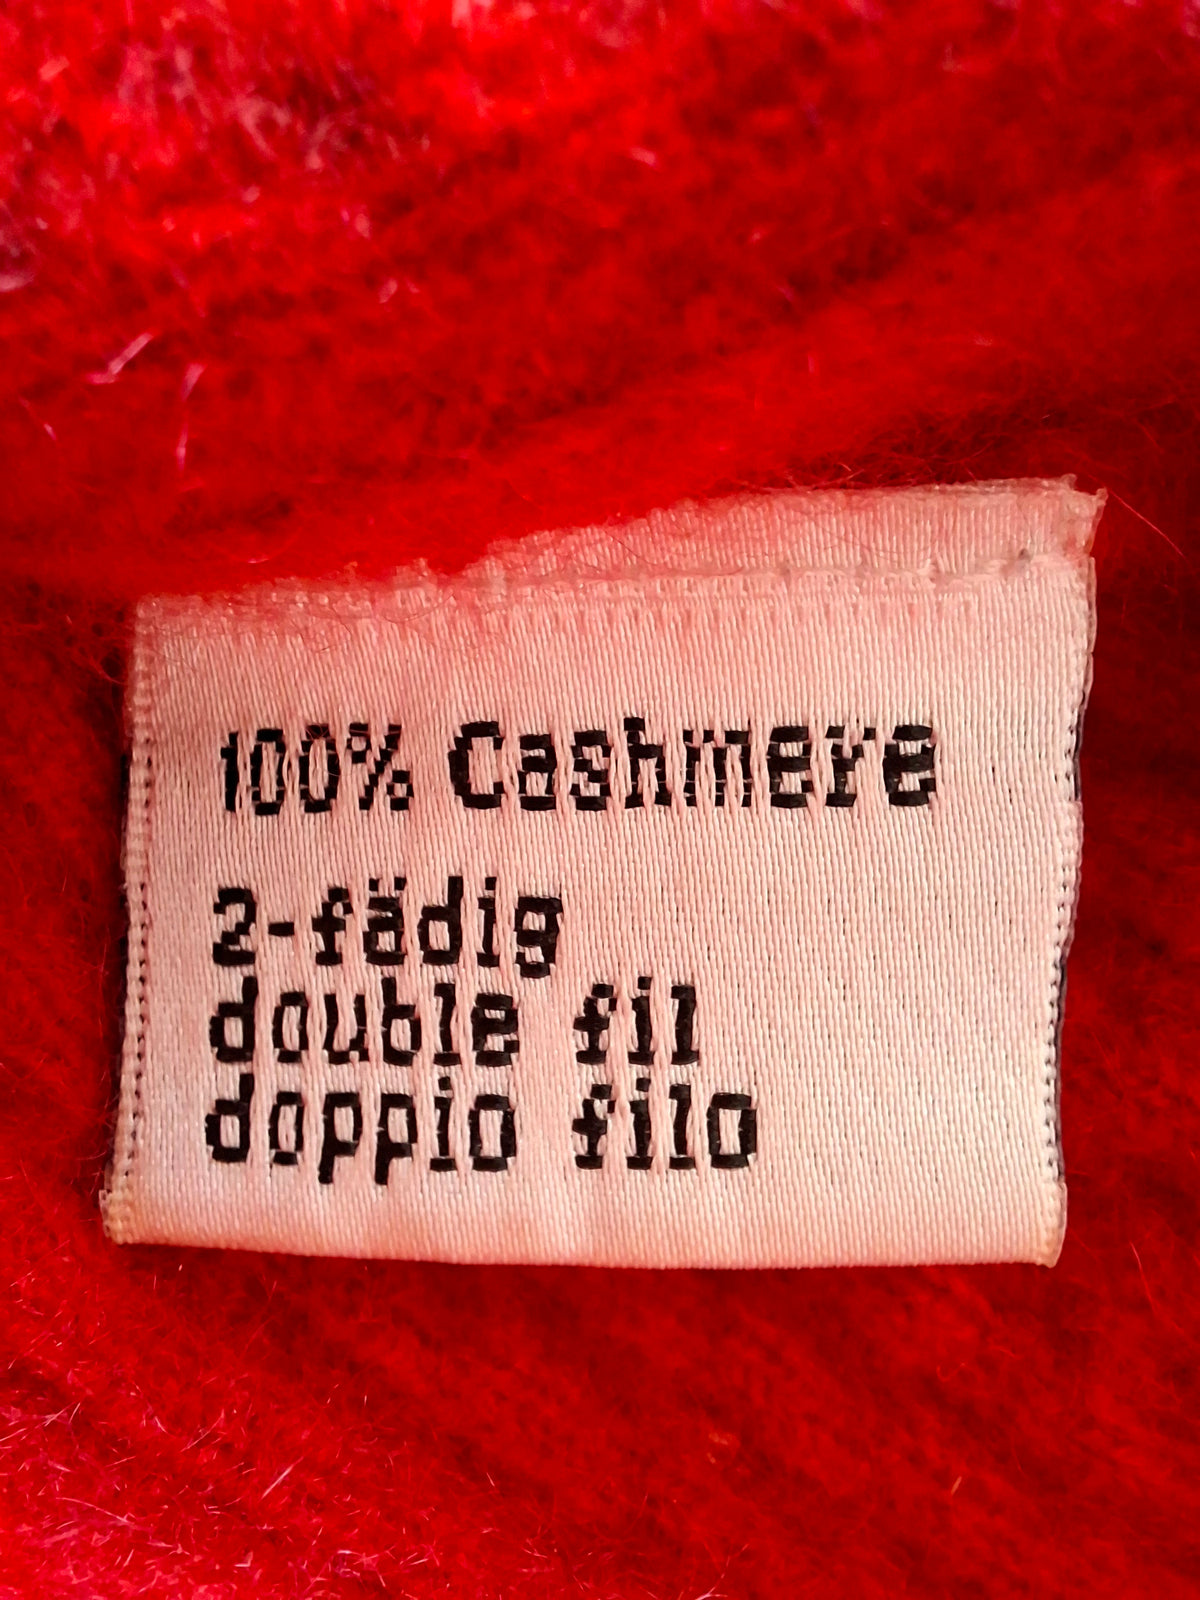 100% Cashmere
2-fädig
double fil
doppio filo